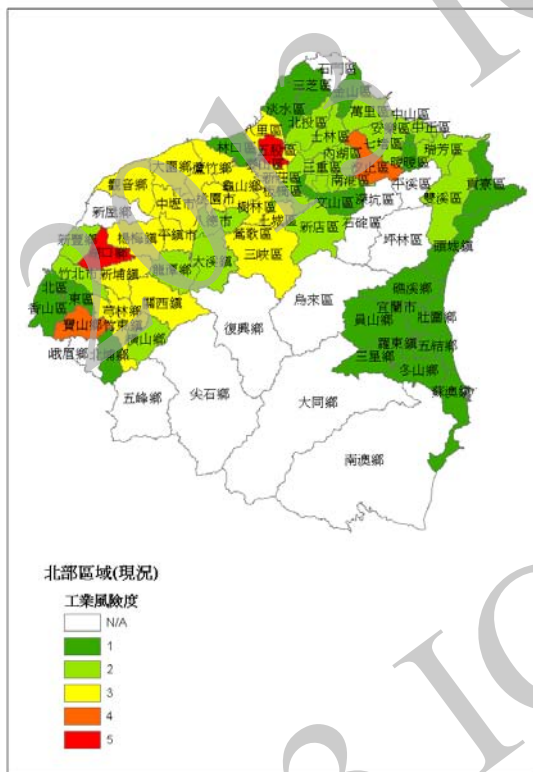 石門區
三芝區
金山區
淡水區
北投區
萬里區
中山區
八里區
士林區
安樂區
中正區
林口區
五股區
內湖區
七堵區
瑞芳區
暖暖區
大園鄉
蘆竹鄉
三重區
汐止區
平溪區
貢寮區
觀音鄉
桃園市
龜山鄉
新莊區
板橋區
南港區
文山區
深坑區
雙溪區
新屋鄉
中壢市
樹林區
土城區
石碇區
八德市
新店區
坪林區
頭城鎮
新豐鄉
楊梅鎮
平鎮市
鶯歌區
湖口鄉
大溪鎮
三峽區
竹北市
新埔鎮
龍潭鄉
北區
東區
關西鎮
烏來區
礁溪鄉
香山區
芎林鄉
宜蘭市
寶山鄉
竹東鎮
復興鄉
員山鄉
壯圍鄉
橫山鄉
羅東鎮
五結鄉
峨眉鄉
北埔鄉
三星鄉
冬山鄉
五峰鄉
尖石鄉
大同鄉
蘇澳鎮
南澳鄉
北部區域(現況)
工業風險度
N/A
1
2
3
4
5